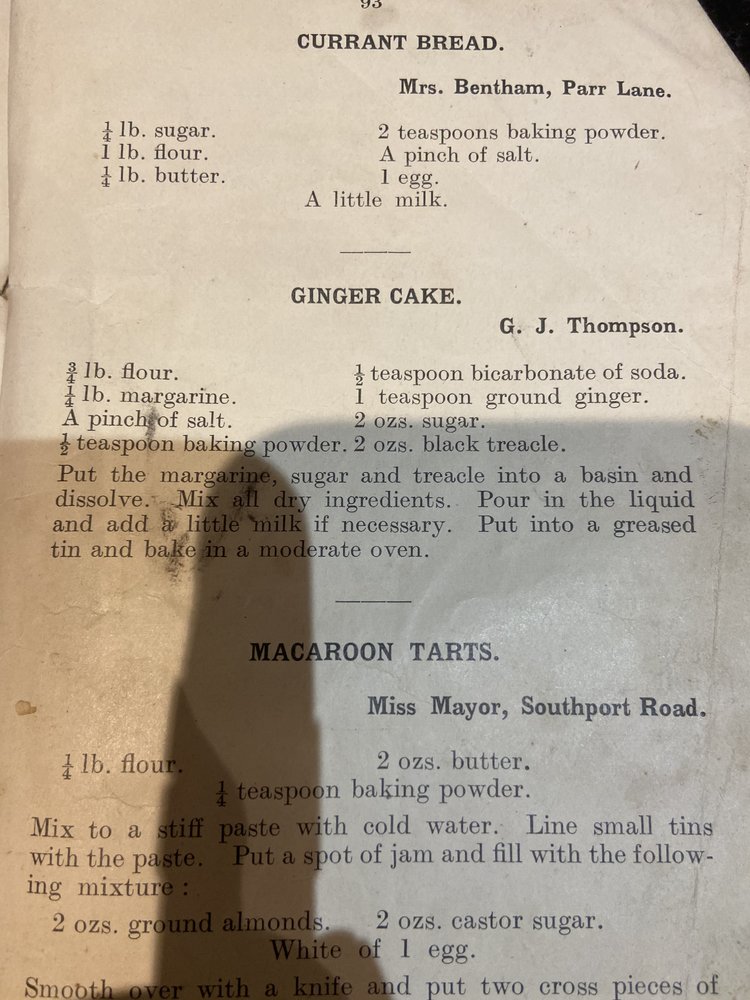 93
CURRANT BREAD.
Mrs. Bentham, Parr Lane.
¼ lb. sugar. 2 teaspoons baking powder.
1 lb. flour. A pinch of salt.
¼ lb. butter. 1 egg.
A little milk.
GINGER CAKE.
G. J. Thompson.
¾ lb. flour. ½ teaspoon bicarbonate of soda.
¼ lb. margarine. 1 teaspoon ground ginger.
A pinch of salt. 2 ozs. sugar.
½ teaspoon baking powder. 2 ozs. black treacle.
Put the margarine, sugar and treacle into a basin and
dissolve. Mix all dry ingredients. Pour in the liquid
and add a little milk if necessary. Put into a greased
tin and bake in a moderate oven.
MACAROON TARTS.
Miss Mayor, Southport Road.
¼ lb. flour. 2 ozs. butter.
¼ teaspoon baking powder.
Mix to a stiff paste with cold water. Line small tins
with the paste. Put a spot of jam and fill with the follow-
ing mixture :
2 ozs. ground almonds. 2 ozs. castor sugar.
White of 1 egg.
Smooth over with a knife and put two cross pieces of